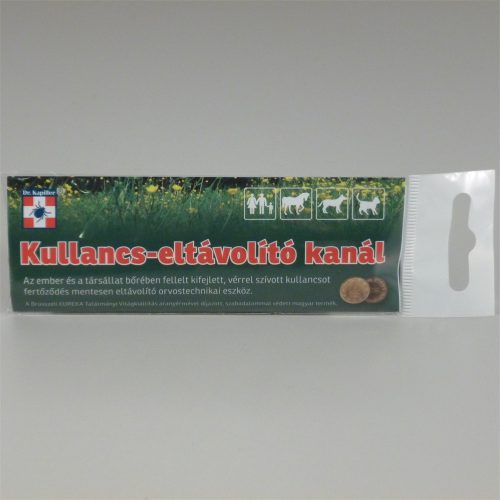 Dr. Kapiller®
Kullancs-eltávolító kanál
Az ember és a társállat bőrében fellelt kifejlett, vérrel szívott kullancsot
fertőződés mentesen eltávolító orvostechnikai eszköz.
A Brüsszeli EUREKA Találmányi Világkiállítás aranyérmével díjazott, szabadalommal védett magyar termék.